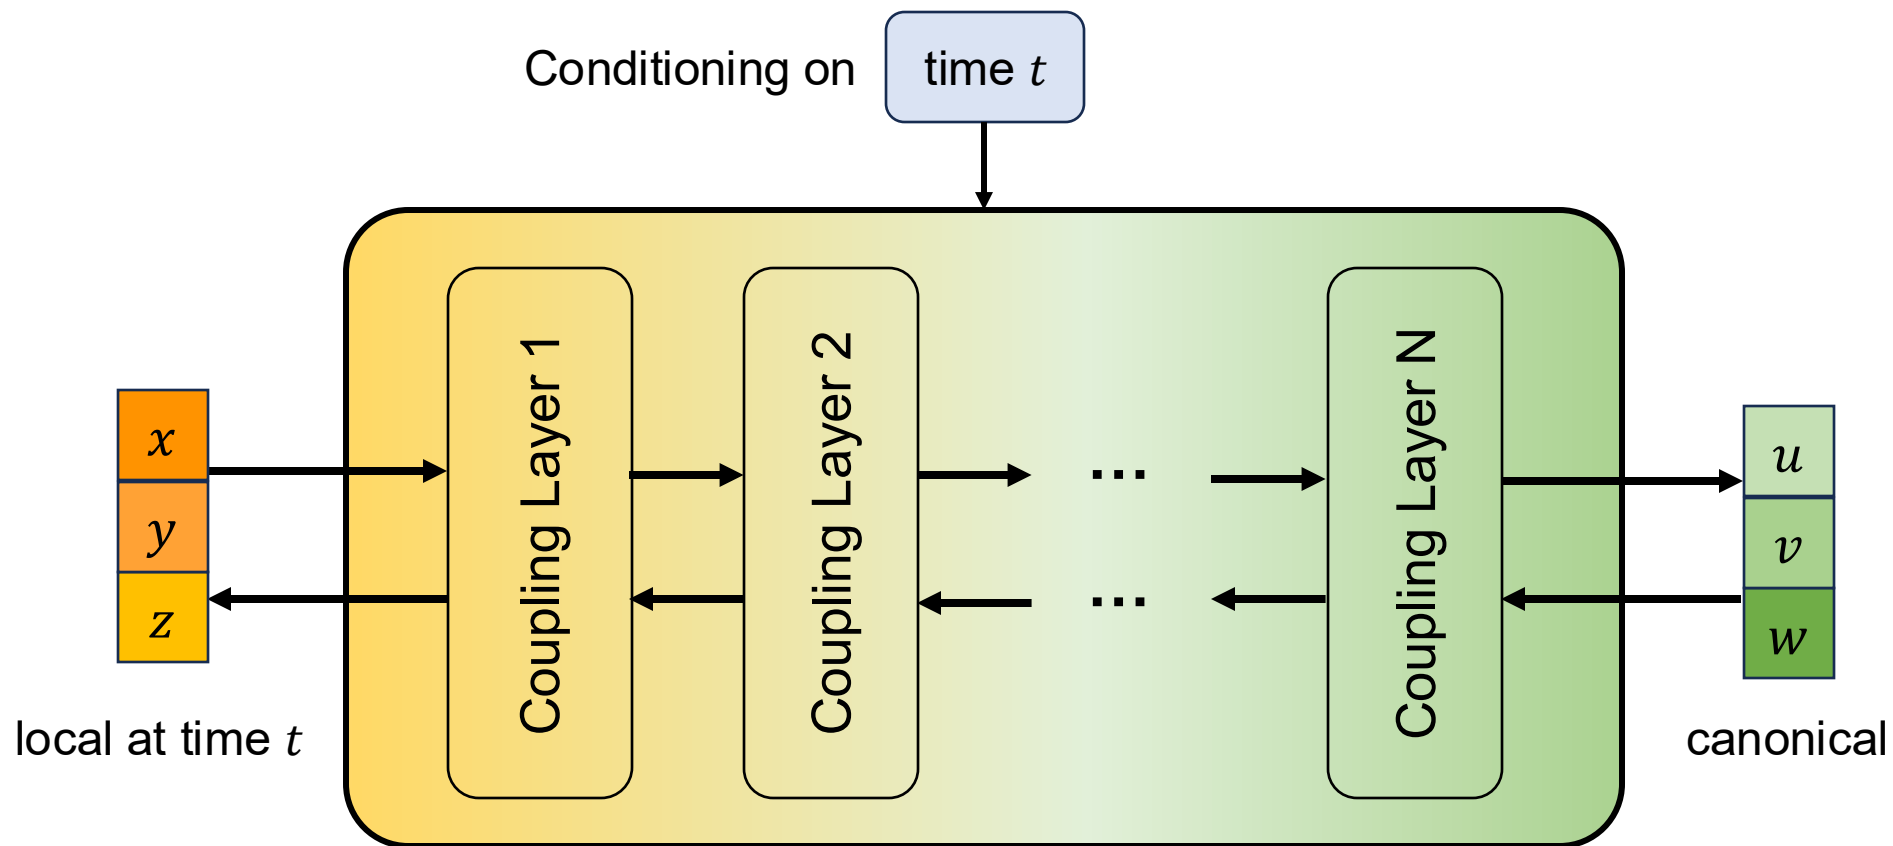 Conditioning on
time t
Coupling Layer 1
Coupling Layer 2
...
...
Coupling Layer N
x
y
z
u
v
w
local at time t
canonical